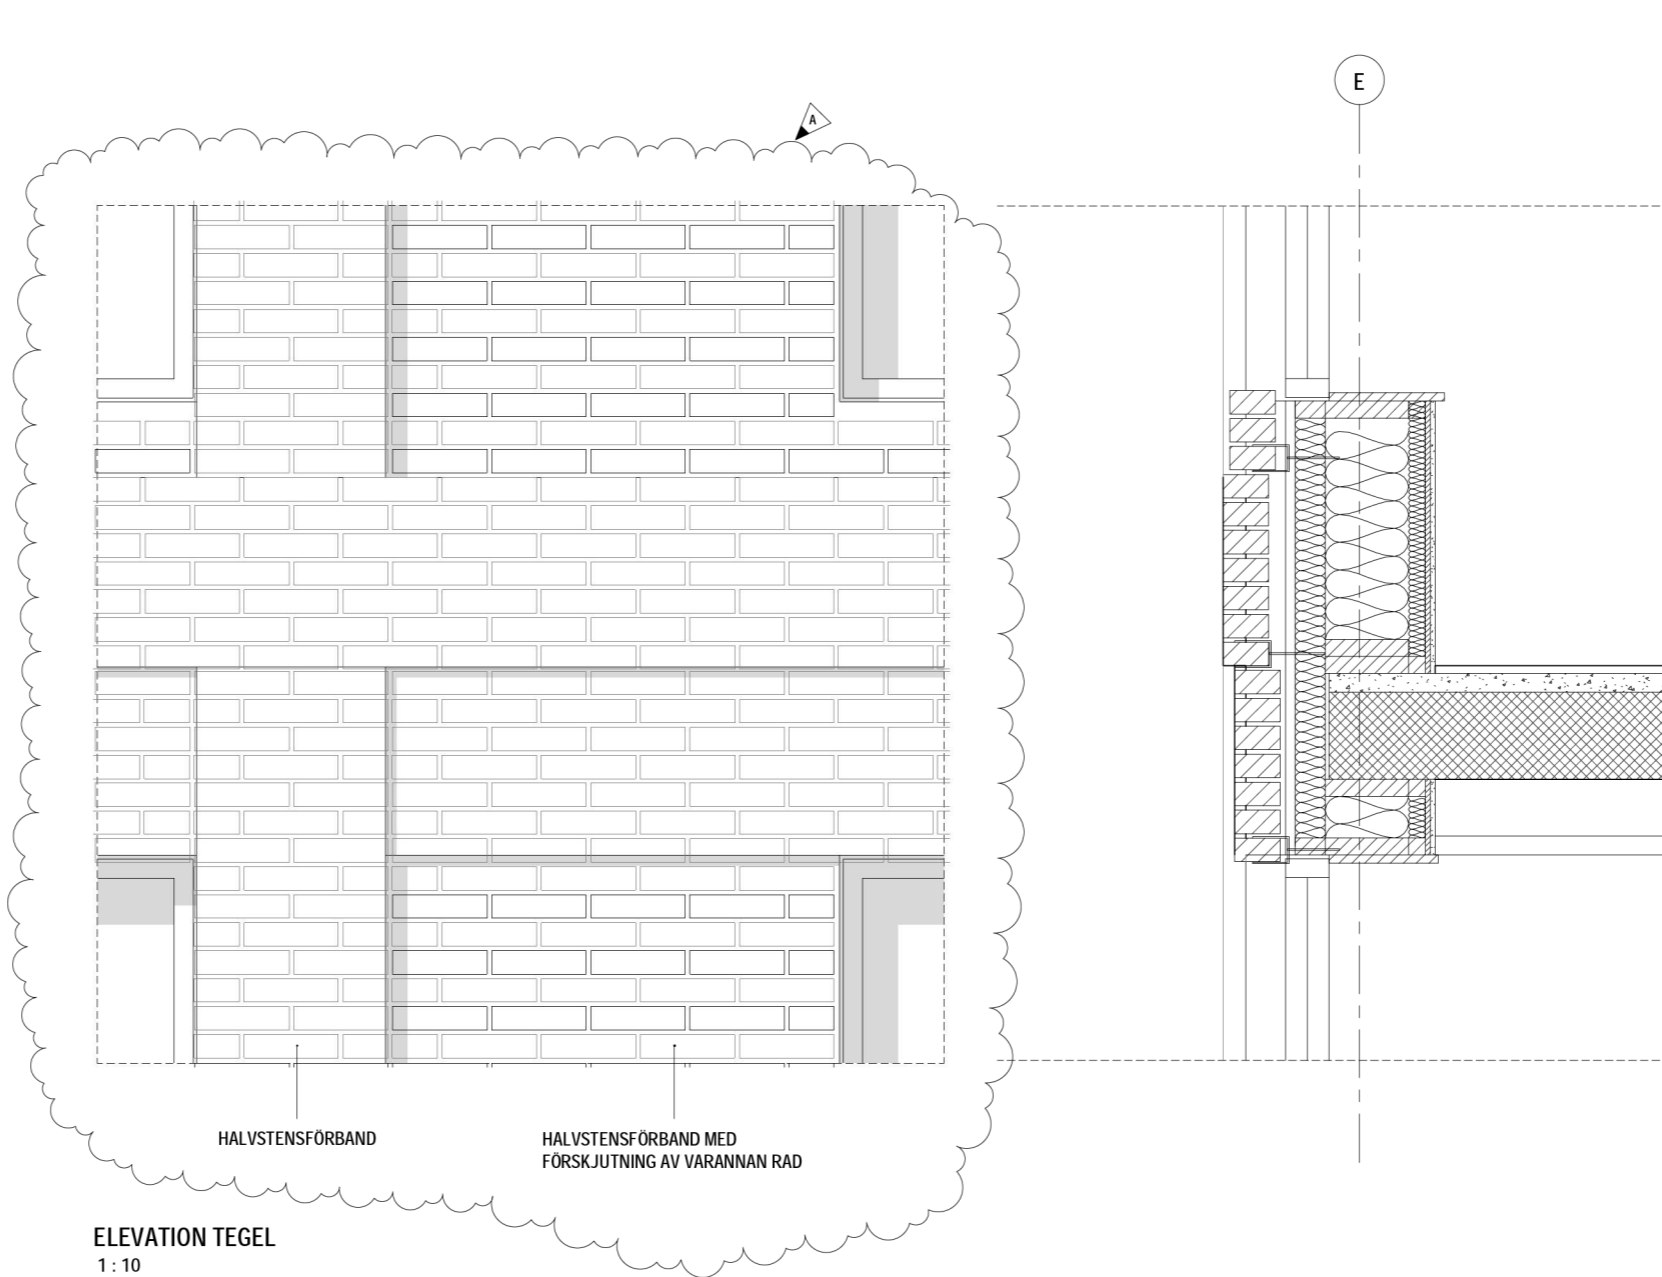 A
E
HALVSTENSFÖRBAND
HALVSTENSFÖRBAND MED
FÖRSKJUTNING AV VARANNAN RAD
ELEVATION TEGEL
1 : 10